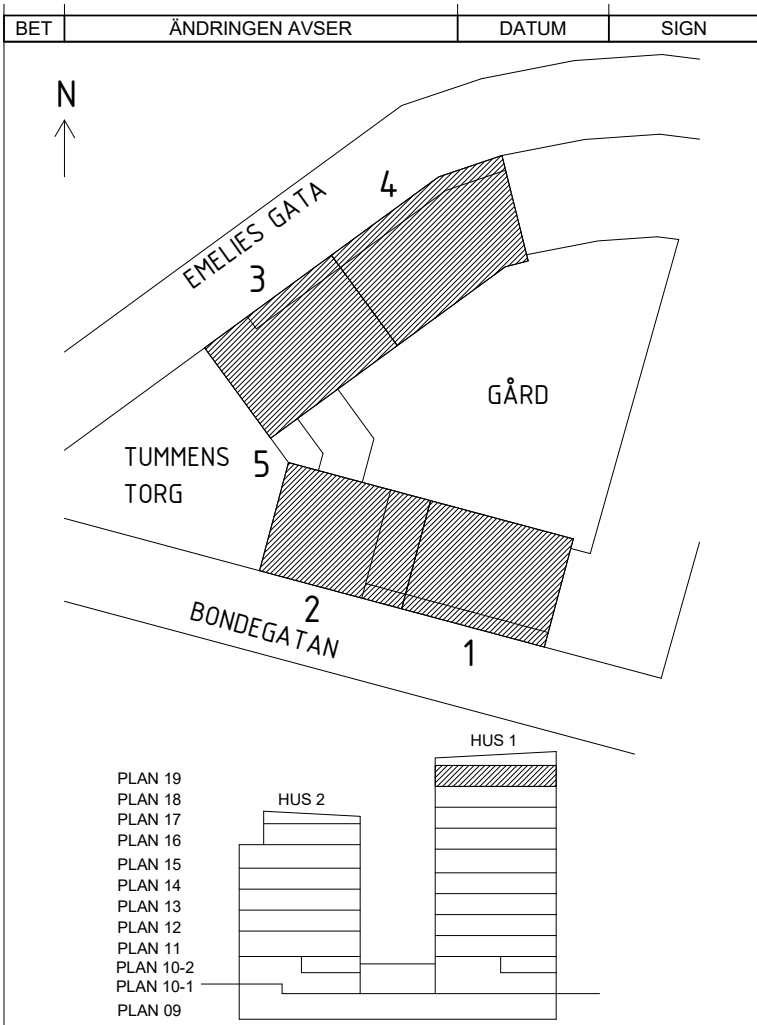 BET ÄNDRINGEN AVSER DATUM SIGN
N
4
EMELIES GATA
3
GÅRD
TUMMENS
TORG
5
2
BONDEGATAN
1
HUS 1
PLAN 19
PLAN 18
HUS 2
PLAN 17
PLAN 16
PLAN 15
PLAN 14
PLAN 13
PLAN 12
PLAN 11
PLAN 10-2
PLAN 10-1
PLAN 09